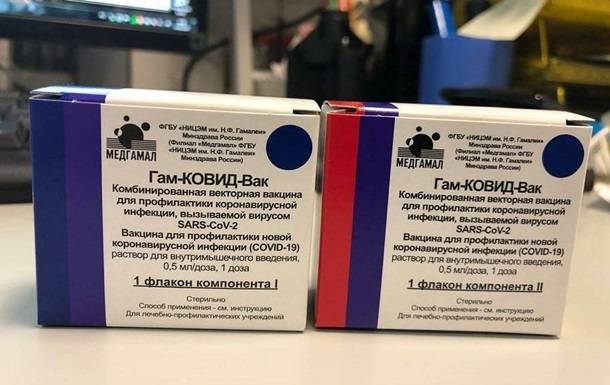 ФГБУ «НИЦЭМ им. Н.Ф. Гамалеи»
Минздрава России
(Филиал «Медгамал» ФГБУ
«НИЦЭМ им. Н.Ф. Гамалеи»
Минздрава России)
МЕДГАМАЛ
Гам-КОВИД-Вак
Комбинированная векторная вакцина
для профилактики коронавирусной
инфекции, вызываемой вирусом
SARS-CoV-2
Вакцина для профилактики новой
коронавирусной инфекции (COVID-19)
раствор для внутримышечного введения,
0,5 мл/доза, 1 доза
1 флакон компонента I
Стерильно
Способ применения - см. инструкцию
Для лечебно-профилактических учреждений
ФГБУ «НИЦЭМ им. Н.Ф. Гамалеи»
Минздрава России
(Филиал «Медгамал» ФГБУ
«НИЦЭМ им. Н.Ф. Гамалеи»
Минздрава России)
МЕДГАМАЛ
Гам-КОВИД-Вак
Комбинированная векторная вакцина
для профилактики коронавирусной
инфекции, вызываемой вирусом
SARS-CoV-2
Вакцина для профилактики новой
коронавирусной инфекции (COVID-19)
раствор для внутримышечного введения,
0,5 мл/доза, 1 доза
1 флакон компонента II
Стерильно
Способ применения - см. инструкцию
Для лечебно-профилактических учреждений